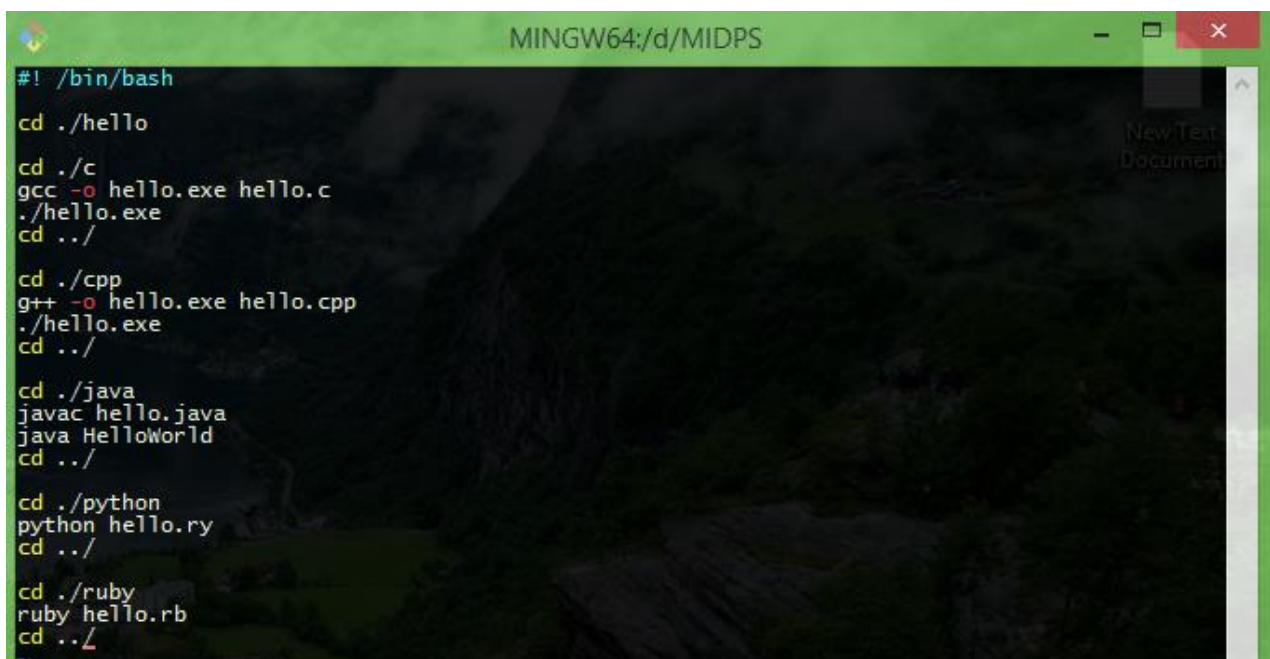 MINGW64:/d/MIDPS
#! /bin/bash
cd ./hello
cd ./c
gcc -o hello.exe hello.c
./hello.exe
cd ../
cd ./cpp
g++ -o hello.exe hello.cpp
./hello.exe
cd ../
cd ./java
javac hello.java
java HelloWorld
cd ../
cd ./python
python hello.ry
cd ../
cd ./ruby
ruby hello.rb
cd ../
New Text
Document